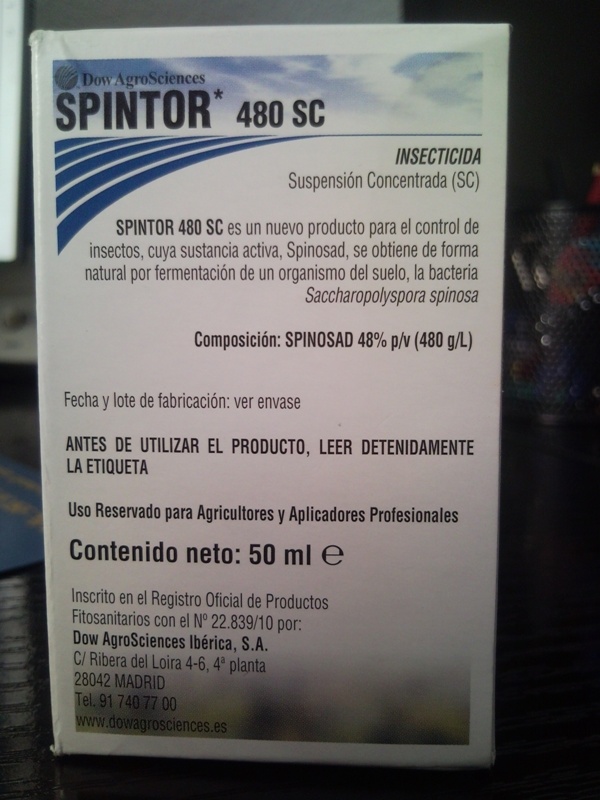 Dow AgroSciences
SPINTOR* 480 SC
INSECTICIDA
Suspensión Concentrada (SC)
SPINTOR 480 SC es un nuevo producto para el control de
insectos, cuya sustancia activa, Spinosad, se obtiene de forma
natural por fermentación de un organismo del suelo, la bacteria
Saccharopolyspora spinosa
Composición: SPINOSAD 48% p/v (480 g/L)
Fecha y lote de fabricación: ver envase
ANTES DE UTILIZAR EL PRODUCTO, LEER DETENIDAMENTE
LA ETIQUETA
Uso Reservado para Agricultores y Aplicadores Profesionales
Contenido neto: 50 ml ℮
Inscrito en el Registro Oficial de Productos
Fitosanitarios con el Nº 22.839/10 por:
Dow AgroSciences Ibérica, S.A.
C/ Ribera del Loira 4-6, 4ª planta
28042 MADRID
Tel. 91 740 77 00
www.dowagrosciences.es